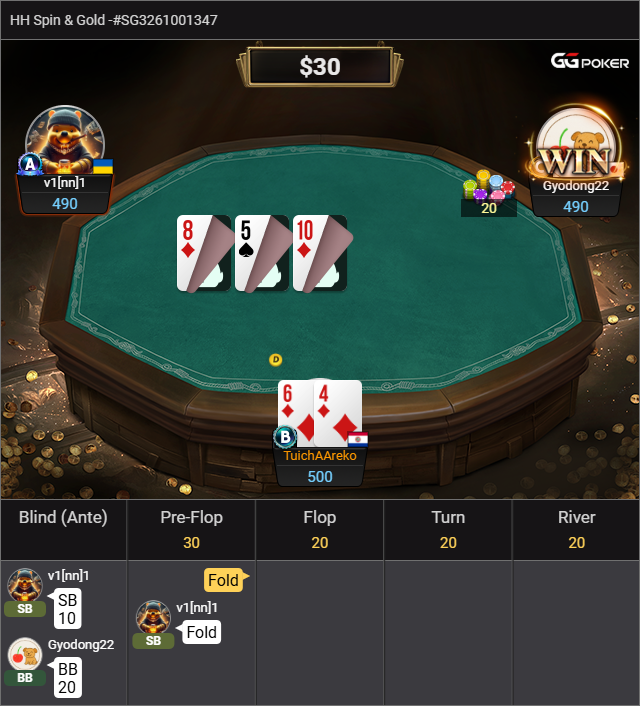 HH Spin & Gold -#SG3261001347
$30
GG POKER
A
v1[nn]1
490
WIN
Gyodong22
490
20
8 5 10
D
6 4
B
TuichAAreko
500
Blind (Ante) Pre-Flop Flop Turn River
30 20 20 20
v1[nn]1
SB
SB
10
Gyodong22
BB
BB
20
Fold
v1[nn]1
SB
Fold